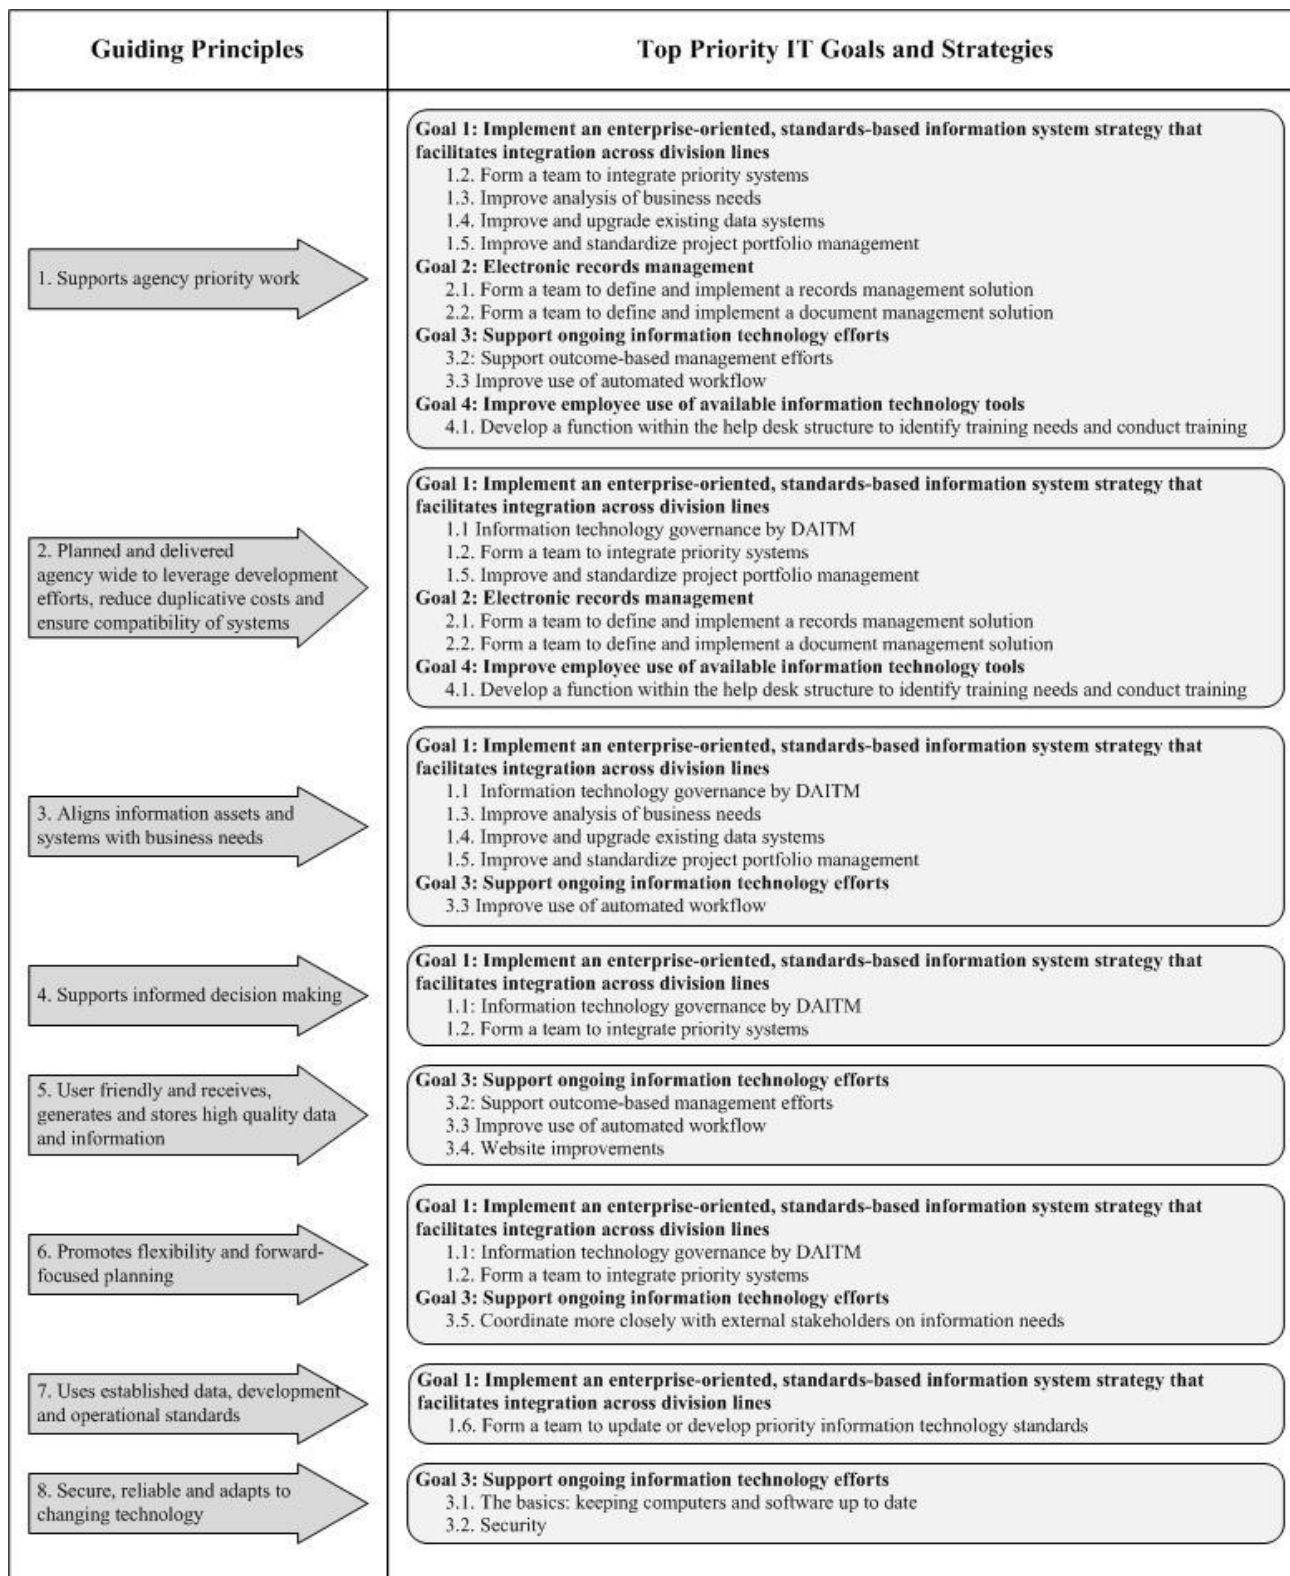 Guiding Principles
Top Priority IT Goals and Strategies
1. Supports agency priority work
Goal 1: Implement an enterprise-oriented, standards-based information system strategy that
facilitates integration across division lines
1.2. Form a team to integrate priority systems
1.3. Improve analysis of business needs
1.4. Improve and upgrade existing data systems
1.5. Improve and standardize project portfolio management
Goal 2: Electronic records management
2.1. Form a team to define and implement a records management solution
2.2. Form a team to define and implement a document management solution
Goal 3: Support ongoing information technology efforts
3.2: Support outcome-based management efforts
3.3 Improve use of automated workflow
Goal 4: Improve employee use of available information technology tools
4.1. Develop a function within the help desk structure to identify training needs and conduct training
2. Planned and delivered
agency wide to leverage development
efforts, reduce duplicative costs and
ensure compatibility of systems
Goal 1: Implement an enterprise-oriented, standards-based information system strategy that
facilitates integration across division lines
1.1 Information technology governance by DAITM
1.2. Form a team to integrate priority systems
1.5. Improve and standardize project portfolio management
Goal 2: Electronic records management
2.1. Form a team to define and implement a records management solution
2.2. Form a team to define and implement a document management solution
Goal 4: Improve employee use of available information technology tools
4.1. Develop a function within the help desk structure to identify training needs and conduct training
3. Aligns information assets and
systems with business needs
Goal 1: Implement an enterprise-oriented, standards-based information system strategy that
facilitates integration across division lines
1.1 Information technology governance by DAITM
1.3. Improve analysis of business needs
1.4. Improve and upgrade existing data systems
1.5. Improve and standardize project portfolio management
Goal 3: Support ongoing information technology efforts
3.3 Improve use of automated workflow
4. Supports informed decision making
Goal 1: Implement an enterprise-oriented, standards-based information system strategy that
facilitates integration across division lines
1.1: Information technology governance by DAITM
1.2. Form a team to integrate priority systems
5. User friendly and receives,
generates and stores high quality data
and information
Goal 3: Support ongoing information technology efforts
3.2: Support outcome-based management efforts
3.3 Improve use of automated workflow
3.4. Website improvements
6. Promotes flexibility and forward-
focused planning
Goal 1: Implement an enterprise-oriented, standards-based information system strategy that
facilitates integration across division lines
1.1: Information technology governance by DAITM
1.2. Form a team to integrate priority systems
Goal 3: Support ongoing information technology efforts
3.5. Coordinate more closely with external stakeholders on information needs
7. Uses established data, development
and operational standards
Goal 1: Implement an enterprise-oriented, standards-based information system strategy that
facilitates integration across division lines
1.6. Form a team to update or develop priority information technology standards
8. Secure, reliable and adapts to
changing technology
Goal 3: Support ongoing information technology efforts
3.1. The basics: keeping computers and software up to date
3.2. Security